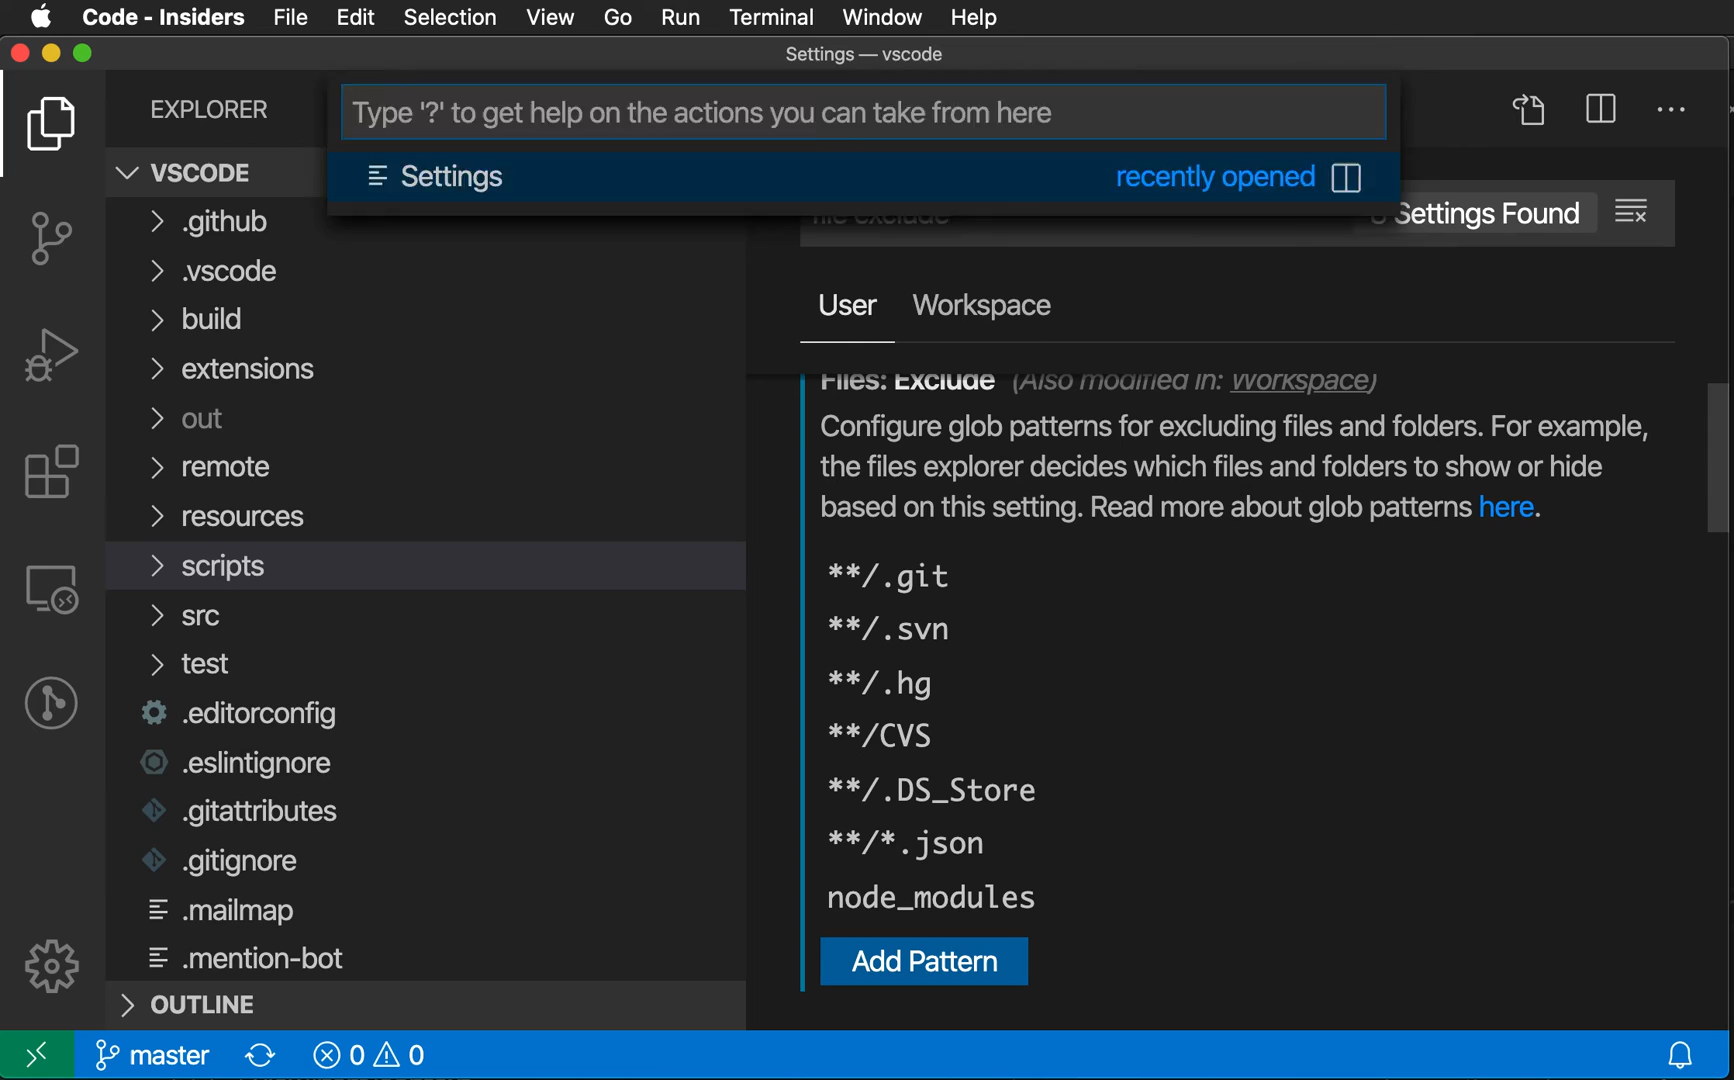 Code - Insiders File Edit Selection View Go Run Terminal Window Help
Settings — vscode
EXPLORER
Type '?' to get help on the actions you can take from here
Settings recently opened
VSCODE
.github
.vscode
build
extensions
out
remote
resources
scripts
src
test
.editorconfig
.eslintignore
.gitattributes
.gitignore
.mailmap
.mention-bot
OUTLINE
file exclude
Settings Found
User Workspace
Files: Exclude (Also modified in: Workspace)
Configure glob patterns for excluding files and folders. For example,
the files explorer decides which files and folders to show or hide
based on this setting. Read more about glob patterns here.
**/.git
**/.svn
**/.hg
**/CVS
**/.DS_Store
**/*.json
node_modules
Add Pattern
master 0 0